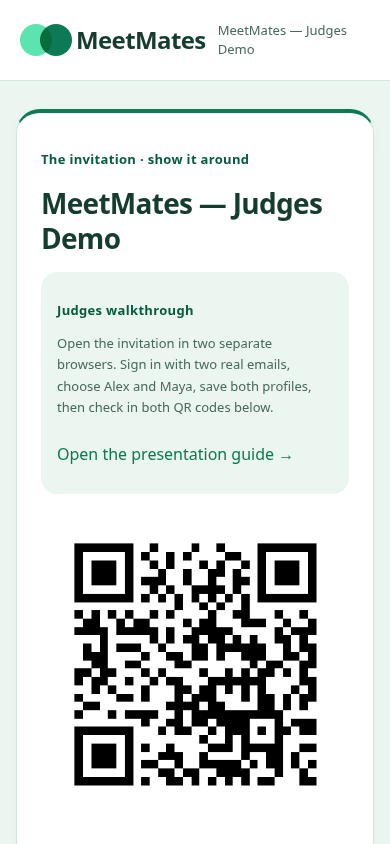 MeetMates
MeetMates — Judges
Demo
The invitation · show it around
MeetMates — Judges
Demo
Judges walkthrough
Open the invitation in two separate
browsers. Sign in with two real emails,
choose Alex and Maya, save both profiles,
then check in both QR codes below.
Open the presentation guide →